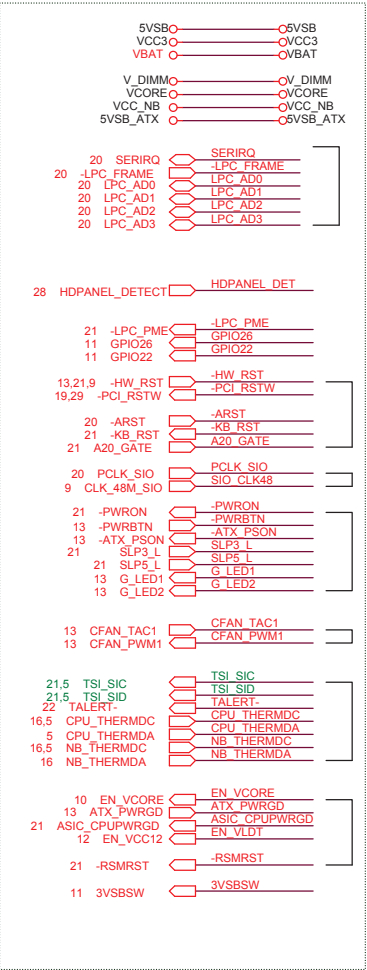 5VSB 5VSB
VCC3 VCC3
VBAT VBAT
V_DIMM V_DIMM
VCORE VCORE
VCC_NB VCC_NB
5VSB_ATX 5VSB_ATX
20 SERIRQ SERIRQ
20 -LPC_FRAME -LPC_FRAME
20 LPC_AD0 LPC_AD0
20 LPC_AD1 LPC_AD1
20 LPC_AD2 LPC_AD2
20 LPC_AD3 LPC_AD3
28 HDPANEL_DETECT HDPANEL_DET
21 -LPC_PME -LPC_PME
11 GPIO26 GPIO26
11 GPIO22 GPIO22
13,21,9 -HW_RST -HW_RST
19,29 -PCI_RSTW -PCI_RSTW
20 -ARST -ARST
21 -KB_RST -KB_RST
21 A20_GATE A20_GATE
20 PCLK_SIO PCLK_SIO
9 CLK_48M_SIO SIO_CLK48
21 -PWRON -PWRON
13 -PWRBTN -PWRBTN
13 -ATX_PSON -ATX_PSON
21 SLP3_L SLP3_L
21 SLP5_L SLP5_L
13 G_LED1 G_LED1
13 G_LED2 G_LED2
13 CFAN_TAC1 CFAN_TAC1
13 CFAN_PWM1 CFAN_PWM1
21,5 TSI_SIC TSI_SIC
21,5 TSI_SID TSI_SID
22 TALERT- TALERT-
16,5 CPU_THERMDC CPU_THERMDC
5 CPU_THERMDA CPU_THERMDA
16,5 NB_THERMDC NB_THERMDC
16 NB_THERMDA NB_THERMDA
10 EN_VCORE EN_VCORE
13 ATX_PWRGD ATX_PWRGD
21 ASIC_CPUPWRGD ASIC_CPUPWRGD
12 EN_VCC12 EN_VLDT
21 -RSMRST -RSMRST
11 3VSBSW 3VSBSW